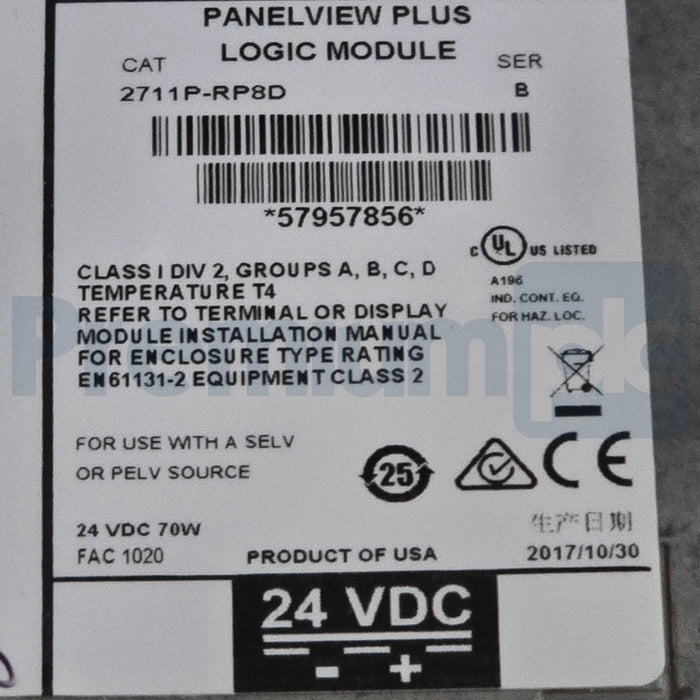 PANELVIEW PLUS
LOGIC MODULE
CAT
SER
2711P-RP8D
B
*57957856*
C UL US LISTED
A196
IND. CONT. EQ.
FOR HAZ. LOC.
CLASS I DIV 2, GROUPS A, B, C, D
TEMPERATURE T4
REFER TO TERMINAL OR DISPLAY
MODULE INSTALLATION MANUAL
FOR ENCLOSURE TYPE RATING
EN61131-2 EQUIPMENT CLASS 2
FOR USE WITH A SELV
OR PELV SOURCE
25
CE
24 VDC 70W
FAC 1020
PRODUCT OF USA
生产日期
2017/10/30
24 VDC
- +
Premium plc